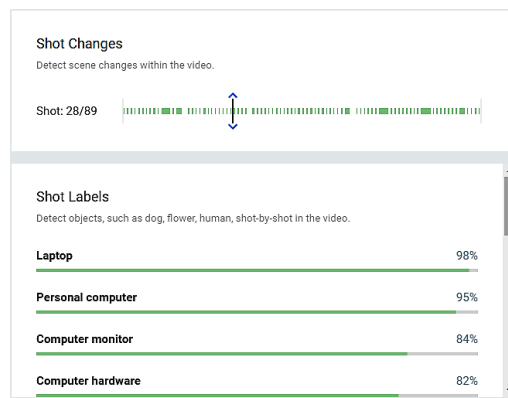 Shot Changes
Detect scene changes within the video.
Shot: 28/89
Shot Labels
Detect objects, such as dog, flower, human, shot-by-shot in the video.
Laptop 98%
Personal computer 95%
Computer monitor 84%
Computer hardware 82%